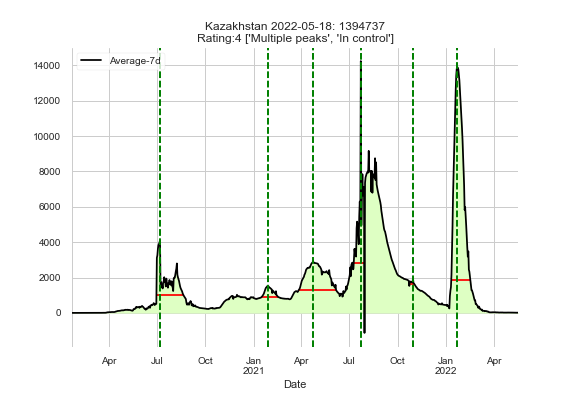 Kazakhstan 2022-05-18: 1394737
Rating:4 ['Multiple peaks', 'In control']
Average-7d
14000
12000
10000
8000
6000
4000
2000
0
Apr Jul Oct Jan Apr Jul Oct Jan Apr
2021 2022
Date